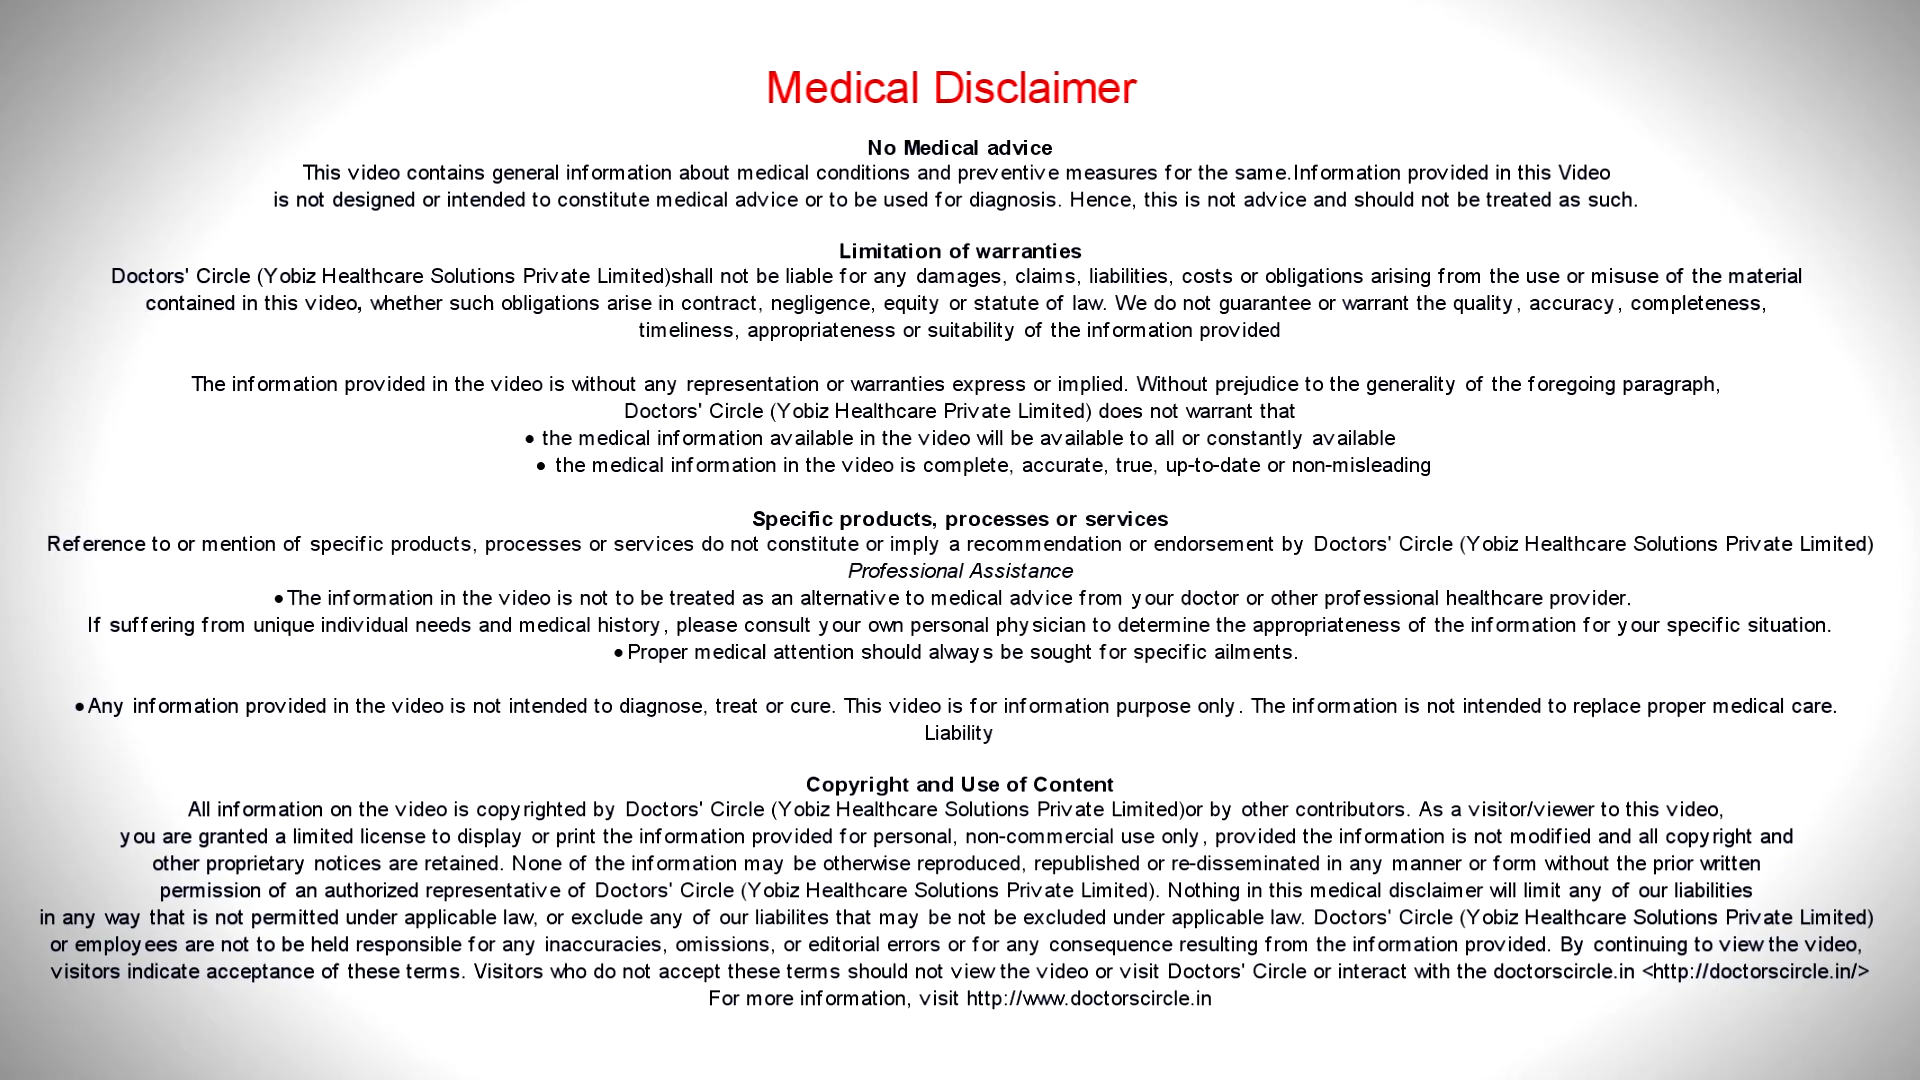 Medical Disclaimer
No Medical advice
This video contains general information about medical conditions and preventive measures for the same.Information provided in this Video
is not designed or intended to constitute medical advice or to be used for diagnosis. Hence, this is not advice and should not be treated as such.
Limitation of warranties
Doctors' Circle (Yobiz Healthcare Solutions Private Limited)shall not be liable for any damages, claims, liabilities, costs or obligations arising from the use or misuse of the material
contained in this video, whether such obligations arise in contract, negligence, equity or statute of law. We do not guarantee or warrant the quality, accuracy, completeness,
timeliness, appropriateness or suitability of the information provided
The information provided in the video is without any representation or warranties express or implied. Without prejudice to the generality of the foregoing paragraph,
Doctors' Circle (Yobiz Healthcare Private Limited) does not warrant that
• the medical information available in the video will be available to all or constantly available
• the medical information in the video is complete, accurate, true, up-to-date or non-misleading
Specific products, processes or services
Reference to or mention of specific products, processes or services do not constitute or imply a recommendation or endorsement by Doctors' Circle (Yobiz Healthcare Solutions Private Limited)
Professional Assistance
•The information in the video is not to be treated as an alternative to medical advice from your doctor or other professional healthcare provider.
If suffering from unique individual needs and medical history, please consult your own personal physician to determine the appropriateness of the information for your specific situation.
•Proper medical attention should always be sought for specific ailments.
•Any information provided in the video is not intended to diagnose, treat or cure. This video is for information purpose only. The information is not intended to replace proper medical care.
Liability
Copyright and Use of Content
All information on the video is copyrighted by Doctors' Circle (Yobiz Healthcare Solutions Private Limited)or by other contributors. As a visitor/viewer to this video,
you are granted a limited license to display or print the information provided for personal, non-commercial use only, provided the information is not modified and all copyright and
other proprietary notices are retained. None of the information may be otherwise reproduced, republished or re-disseminated in any manner or form without the prior written
permission of an authorized representative of Doctors' Circle (Yobiz Healthcare Solutions Private Limited). Nothing in this medical disclaimer will limit any of our liabilities
in any way that is not permitted under applicable law, or exclude any of our liabilites that may be not be excluded under applicable law. Doctors' Circle (Yobiz Healthcare Solutions Private Limited)
or employees are not to be held responsible for any inaccuracies, omissions, or editorial errors or for any consequence resulting from the information provided. By continuing to view the video,
visitors indicate acceptance of these terms. Visitors who do not accept these terms should not view the video or visit Doctors' Circle or interact with the doctorscircle.in <http://doctorscircle.in/>
For more information, visit http://www.doctorscircle.in